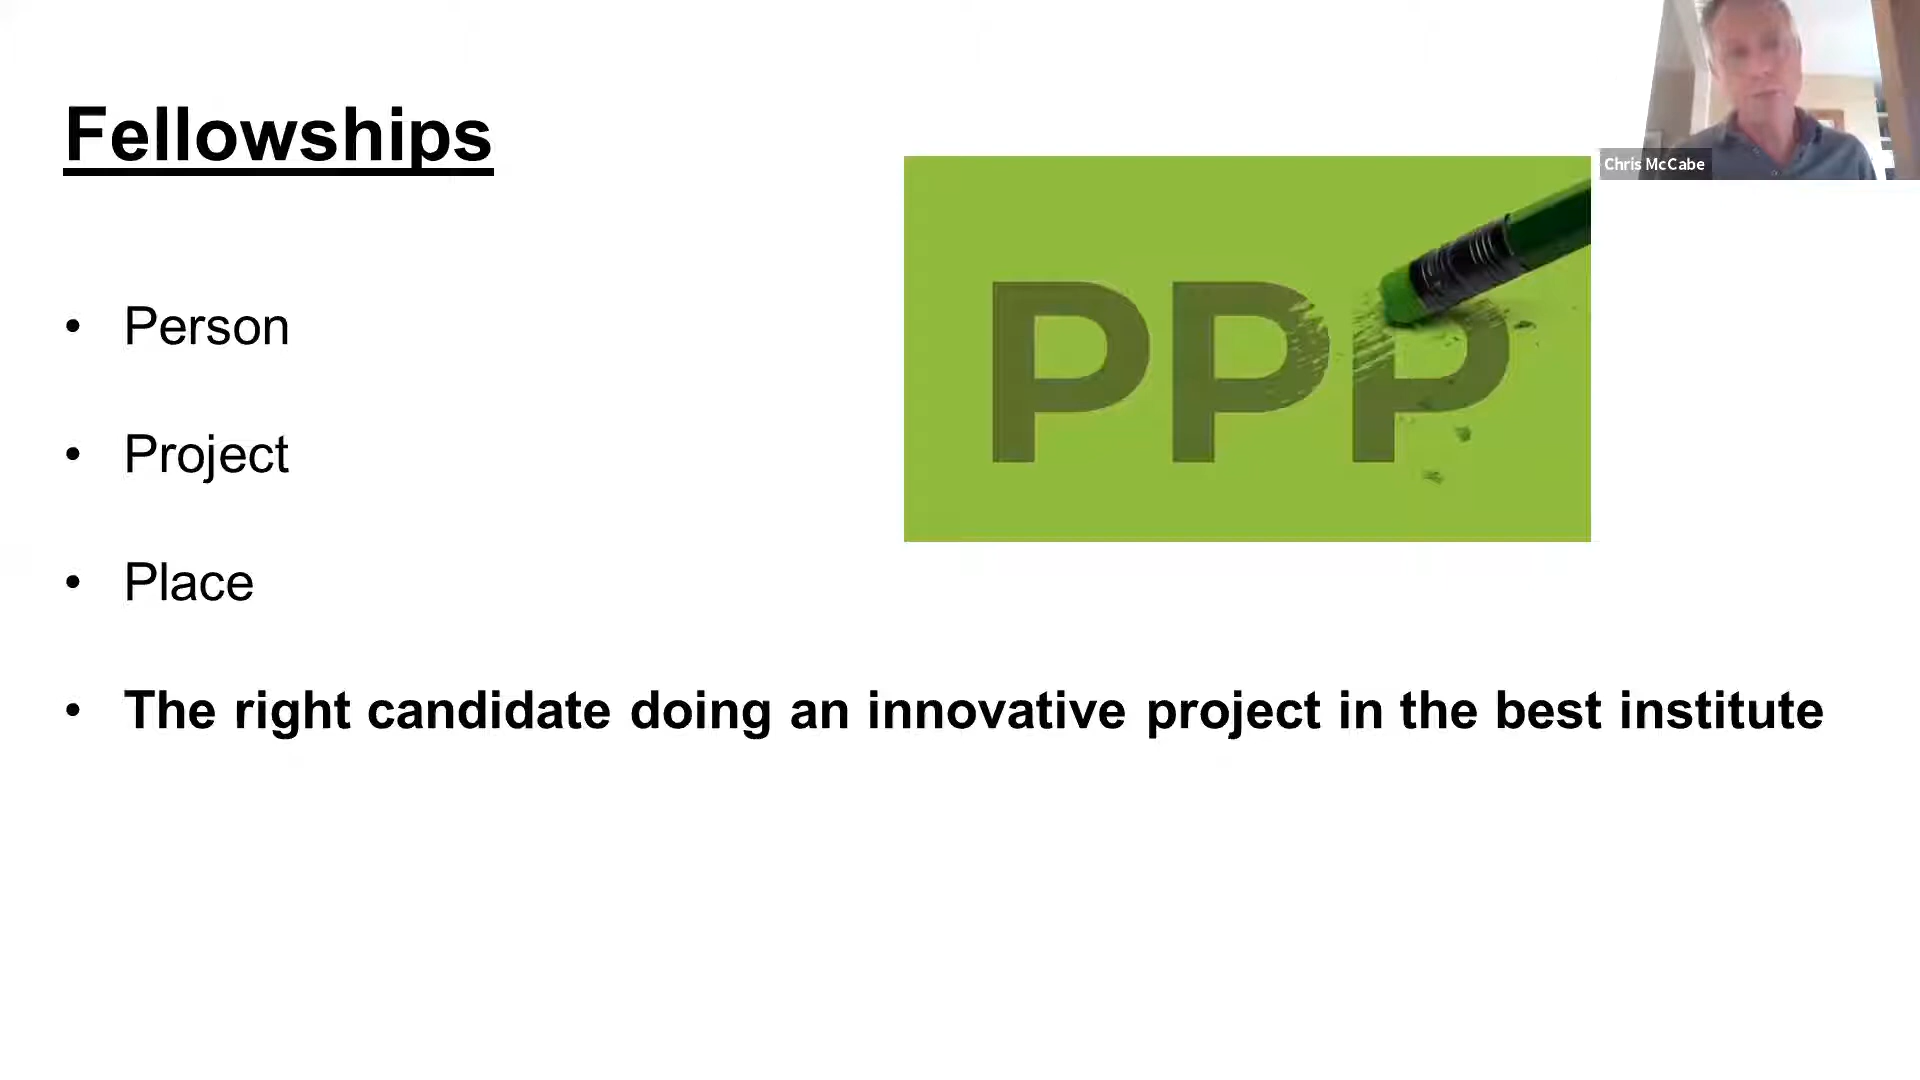 Fellowships
Chris McCabe
PPP
• Person
• Project
• Place
• The right candidate doing an innovative project in the best institute